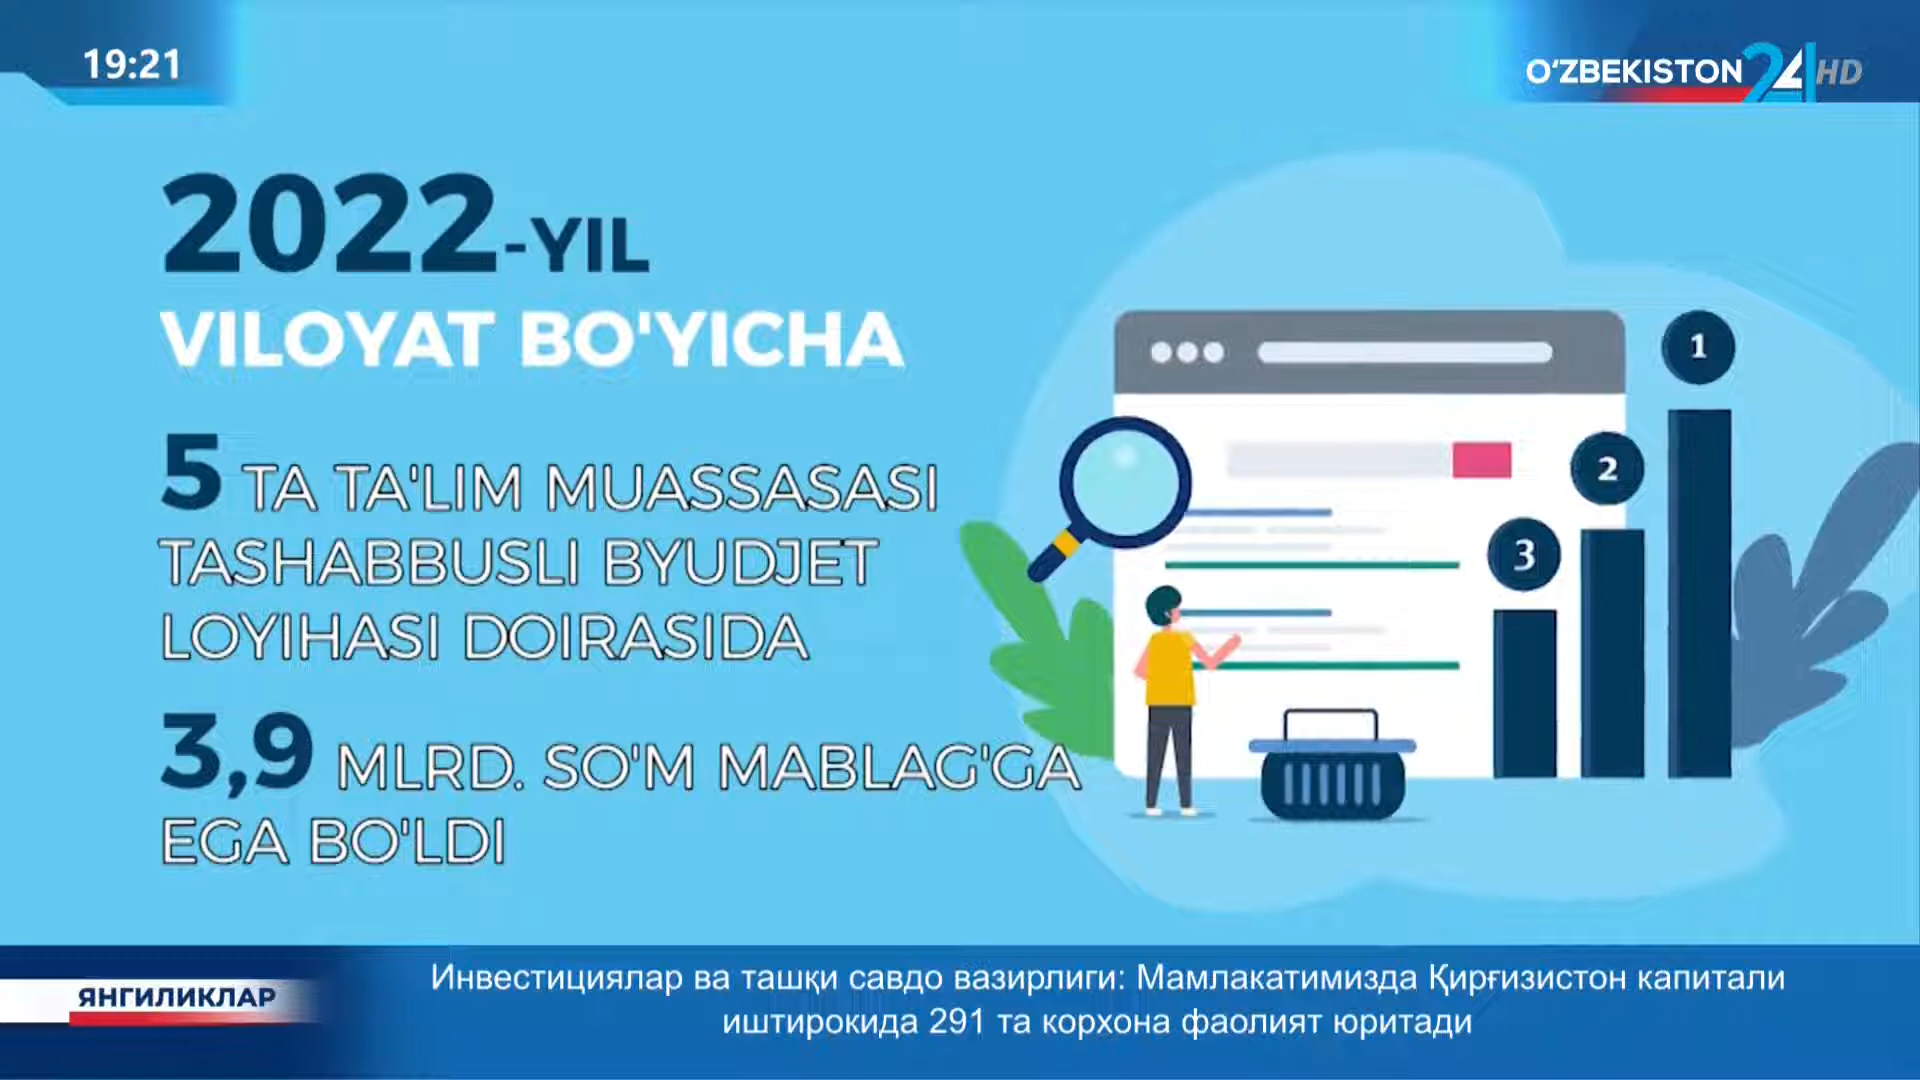 19:21
O'ZBEKISTON 24 HD
2022-YIL
VILOYAT BO'YICHA
5 TA TA'LIM MUASSASASI
TASHABBUSLI BYUDJET
LOYIHASI DOIRASIDA
3,9 MLRD. SO'M MABLAG'GA
EGA BO'LDI
1
2
3
ЯНГИЛИКЛАР
Инвестициялар ва ташқи савдо вазирлиги: Мамлакатимизда Қирғизистон капитали
иштирокида 291 та корхона фаолият юритади